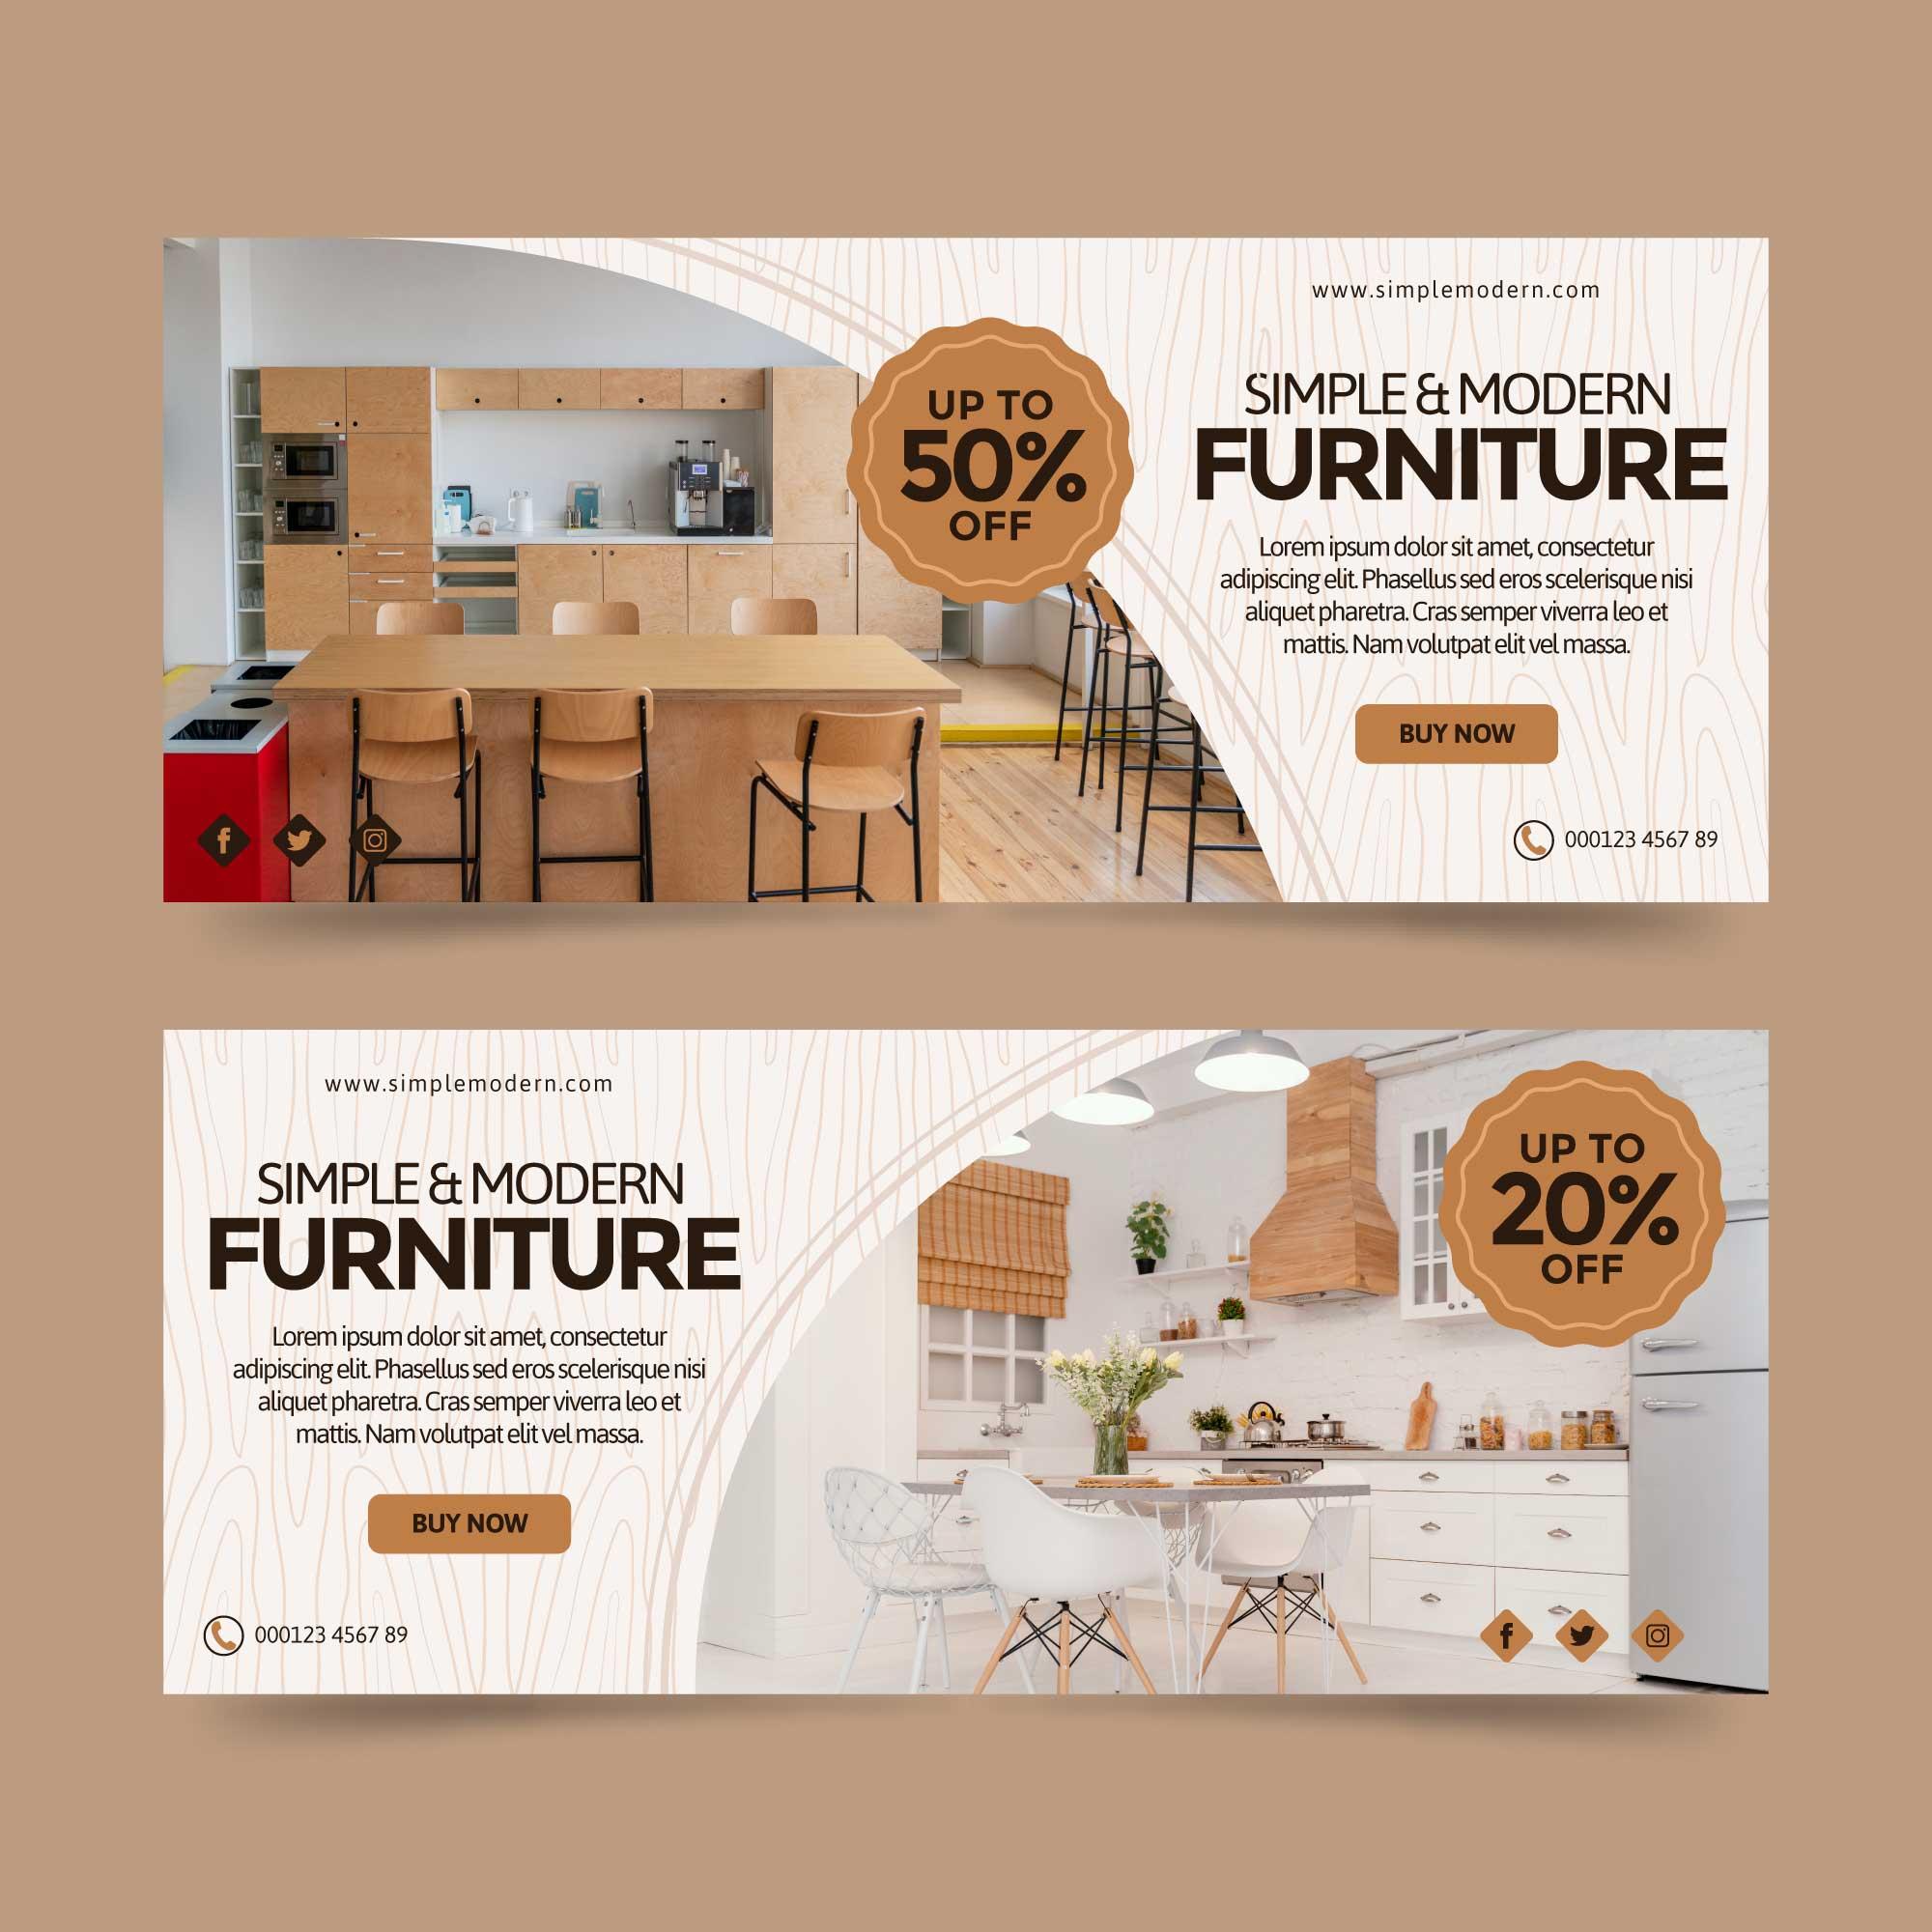 www.simplemodern.com
UP TO
50%
OFF
SIMPLE & MODERN
FURNITURE
Lorem ipsum dolor sit amet, consectetur
adipiscing elit. Phasellus sed eros scelerisque nisi
aliquet pharetra. Cras semper viverra leo et
mattis. Nam volutpat elit vel massa.
BUY NOW
000123 4567 89
www.simplemodern.com
SIMPLE & MODERN
FURNITURE
Lorem ipsum dolor sit amet, consectetur
adipiscing elit. Phasellus sed eros scelerisque nisi
aliquet pharetra. Cras semper viverra leo et
mattis. Nam volutpat elit vel massa.
BUY NOW
000123 4567 89
UP TO
20%
OFF